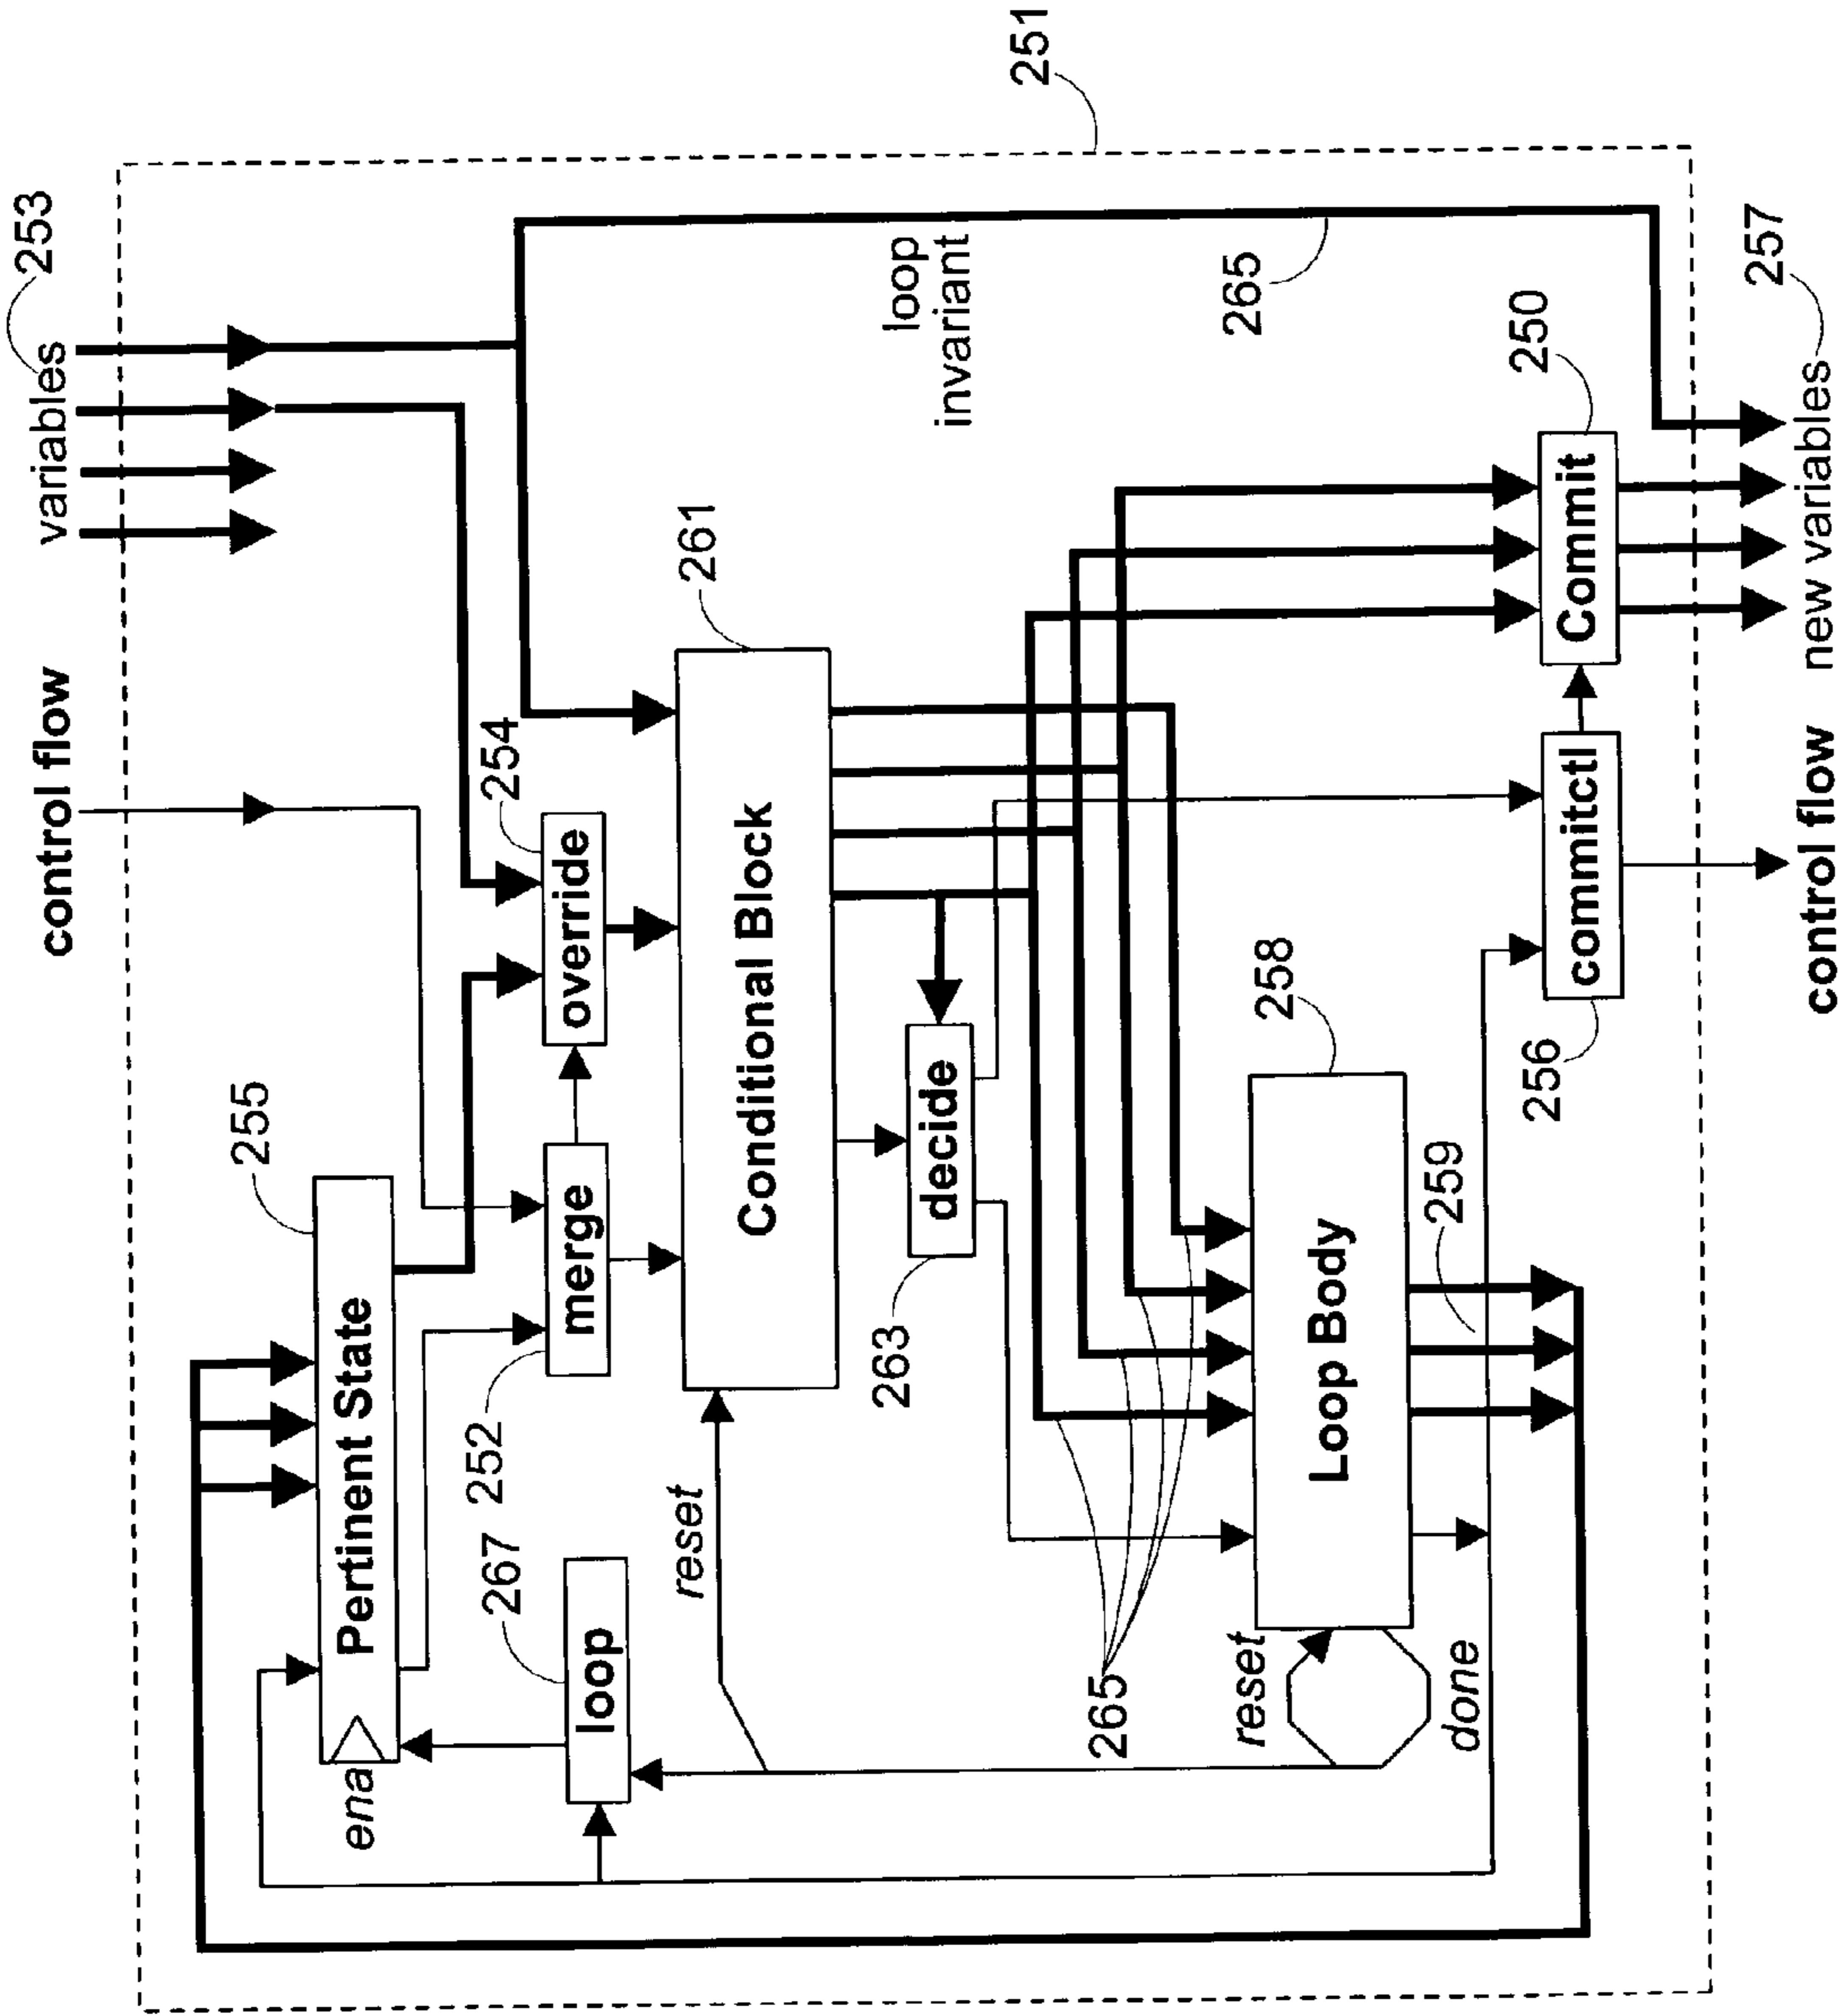 control flow
variables
253
255
Pertinent State
ena
254
override
252
merge
267
loop
261
Conditional Block
reset
loop
invariant
251
263
decide
265
265
258
Loop Body
reset
259
done
250
Commit
256
commitctl
257
control flow
new variables